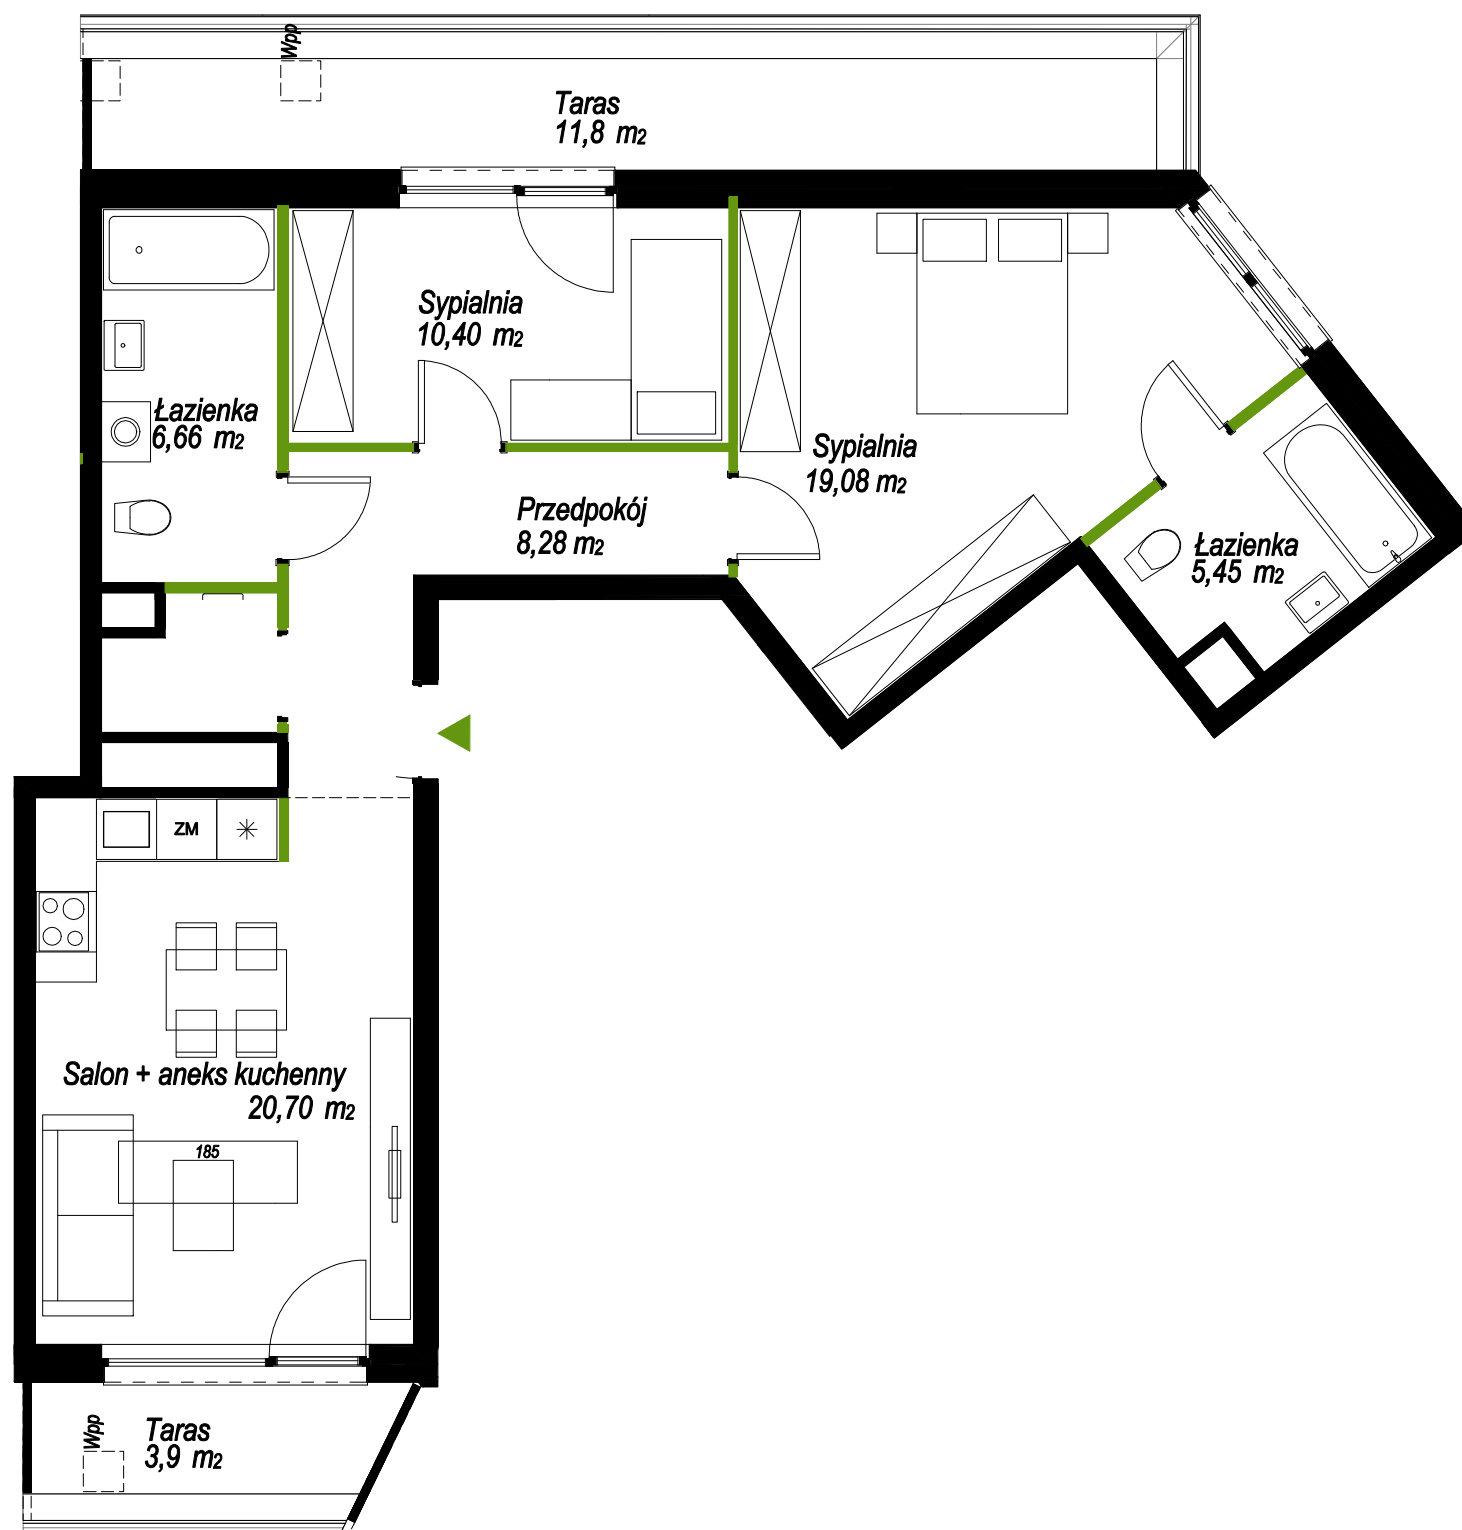 Wpp
Taras
11,8 m2
Sypialnia
10,40 m2
Łazienka
6,66 m2
Sypialnia
19,08 m2
Przedpokój
8,28 m2
Łazienka
5,45 m2
ZM
Salon + aneks kuchenny
20,70 m2
185
Wpp
Taras
3,9 m2